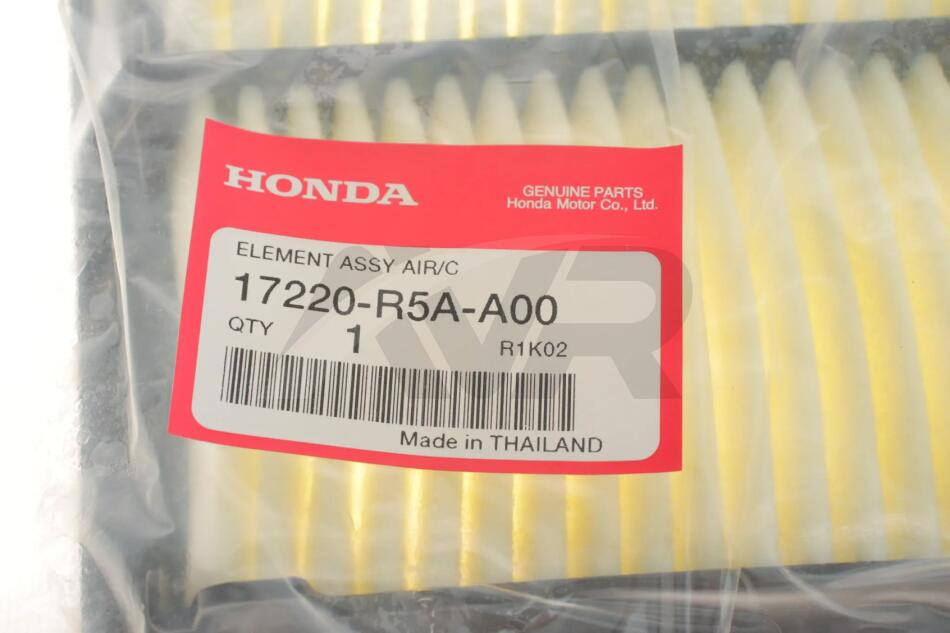 HONDA
GENUINE PARTS
Honda Motor Co., Ltd.
ELEMENT ASSY AIR/C
17220-R5A-A00
QTY 1 R1K02
Made in THAILAND
AVR